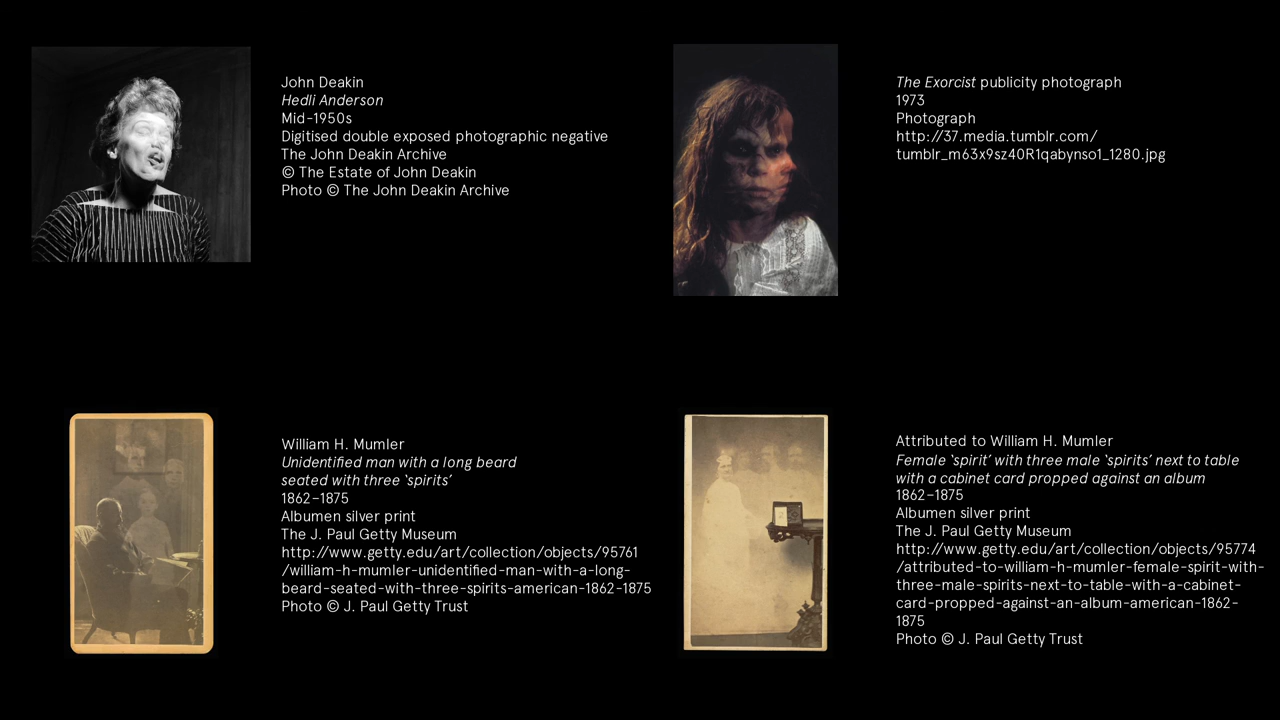 John Deakin
Hedli Anderson
Mid-1950s
Digitised double exposed photographic negative
The John Deakin Archive
© The Estate of John Deakin
Photo © The John Deakin Archive
The Exorcist publicity photograph
1973
Photograph
http://37.media.tumblr.com/
tumblr_m63x9sz40R1qabynso1_1280.jpg
William H. Mumler
Unidentified man with a long beard
seated with three ‘spirits’
1862–1875
Albumen silver print
The J. Paul Getty Museum
http://www.getty.edu/art/collection/objects/95761
/william-h-mumler-unidentified-man-with-a-long-
beard-seated-with-three-spirits-american-1862-1875
Photo © J. Paul Getty Trust
Attributed to William H. Mumler
Female ‘spirit’ with three male ‘spirits’ next to table
with a cabinet card propped against an album
1862–1875
Albumen silver print
The J. Paul Getty Museum
http://www.getty.edu/art/collection/objects/95774
/attributed-to-william-h-mumler-female-spirit-with-
three-male-spirits-next-to-table-with-a-cabinet-
card-propped-against-an-album-american-1862-
1875
Photo © J. Paul Getty Trust